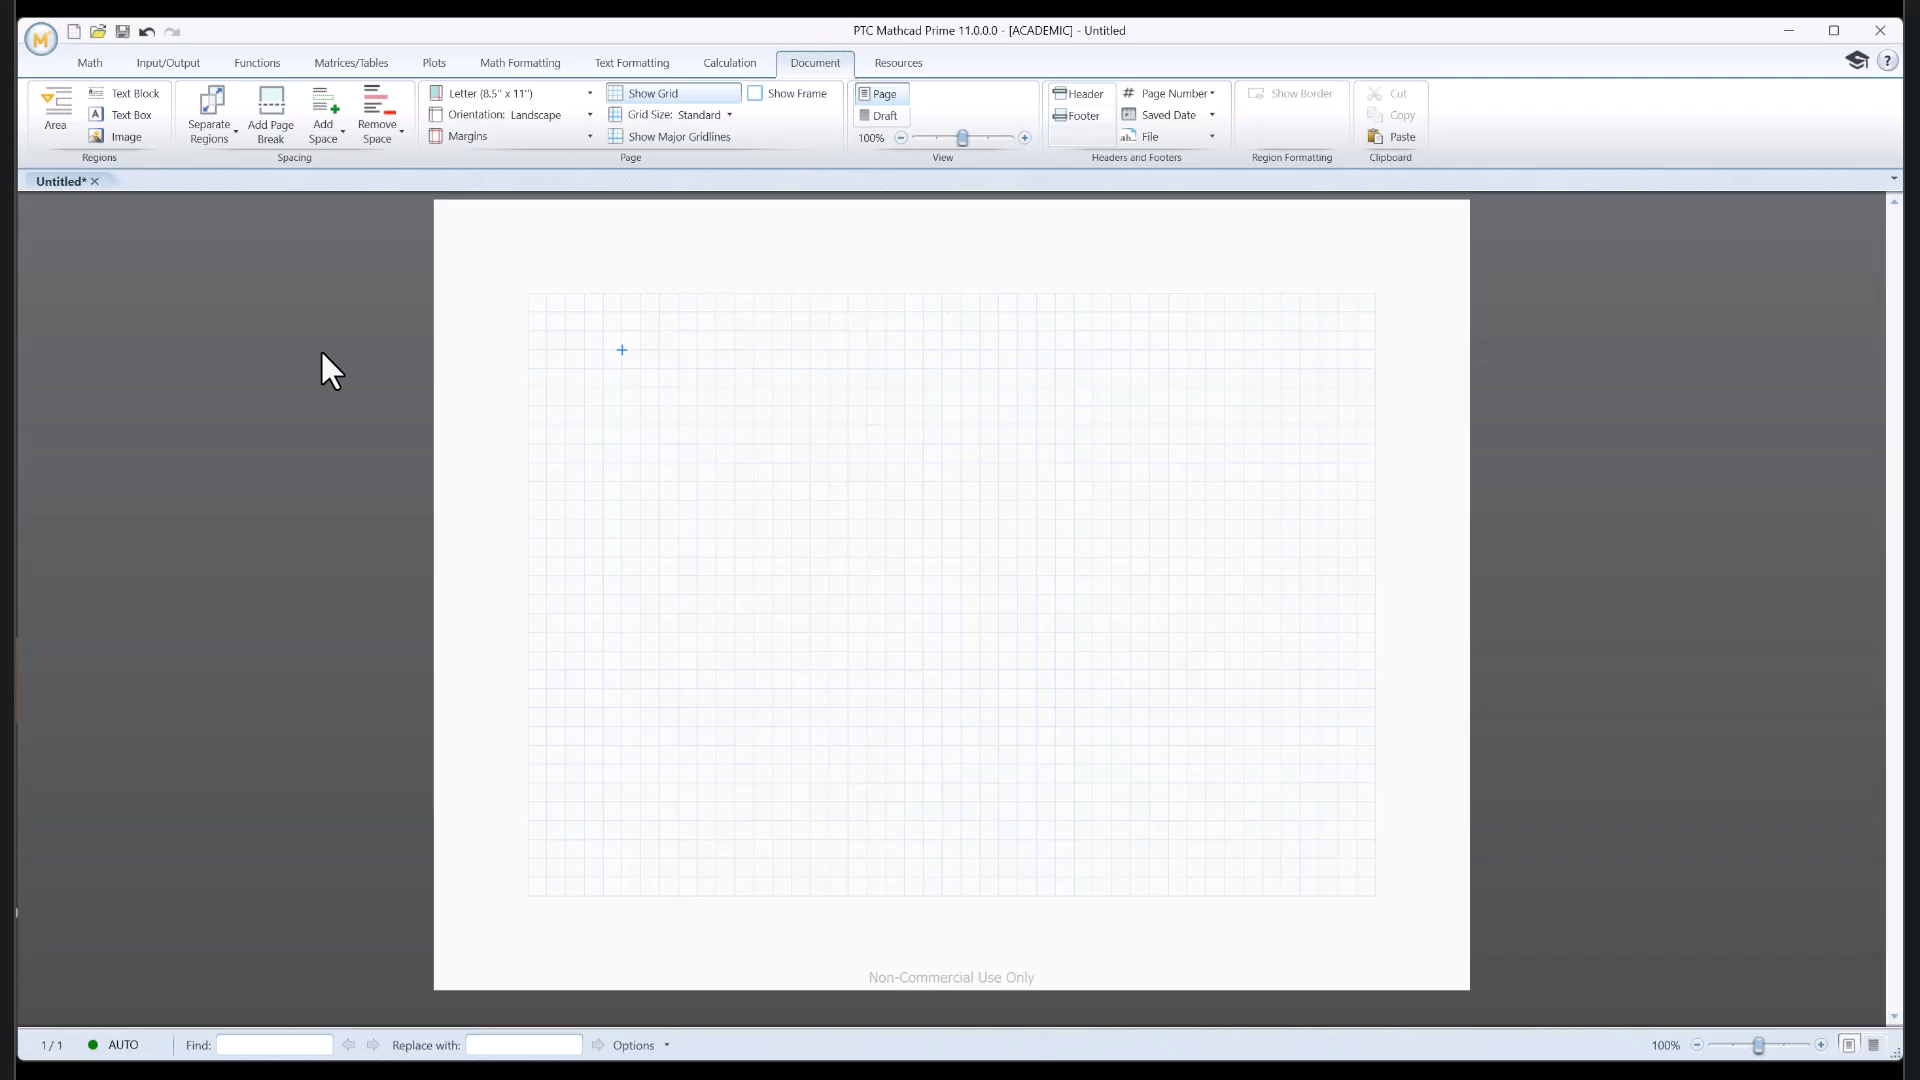 PTC Mathcad Prime 11.0.0.0 - [ACADEMIC] - Untitled
Math Input/Output Functions Matrices/Tables Plots Math Formatting Text Formatting Calculation Document Resources
Area
Text Block
Text Box
Image
Regions
Separate Regions
Add Page Break
Add Space
Remove Space
Spacing
Letter (8.5" x 11")
Orientation: Landscape
Margins
Show Grid
Grid Size: Standard
Show Major Gridlines
Show Frame
Page
Page
Draft
100%
View
Header
Footer
Page Number
Saved Date
File
Headers and Footers
Show Border
Region Formatting
Cut
Copy
Paste
Clipboard
Untitled*
Non-Commercial Use Only
1 / 1 AUTO Find: Replace with: Options 100%